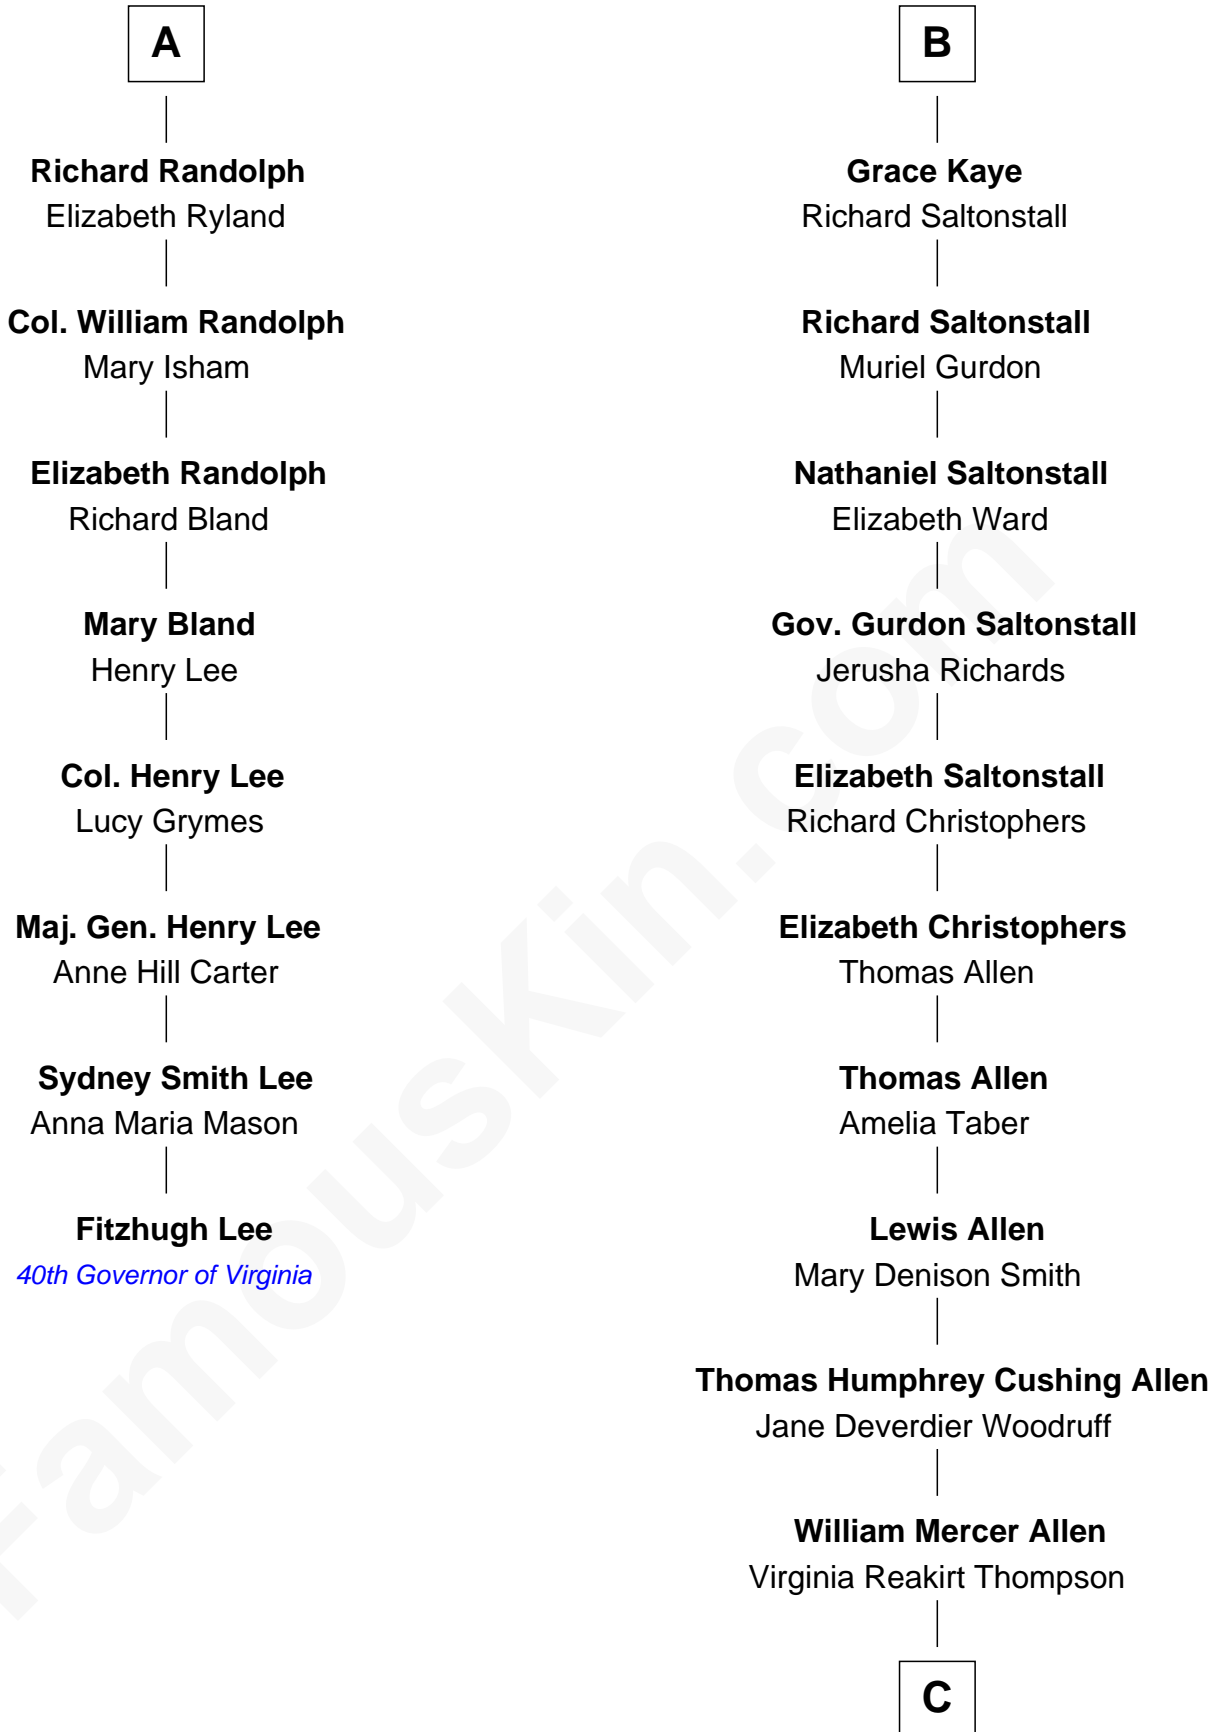 A
Richard Randolph
Elizabeth Ryland
Col. William Randolph
Mary Isham
Elizabeth Randolph
Richard Bland
Mary Bland
Henry Lee
Col. Henry Lee
Lucy Grymes
Maj. Gen. Henry Lee
Anne Hill Carter
Sydney Smith Lee
Anna Maria Mason
Fitzhugh Lee
40th Governor of Virginia
B
Grace Kaye
Richard Saltonstall
Richard Saltonstall
Muriel Gurdon
Nathaniel Saltonstall
Elizabeth Ward
Gov. Gurdon Saltonstall
Jerusha Richards
Elizabeth Saltonstall
Richard Christophers
Elizabeth Christophers
Thomas Allen
Thomas Allen
Amelia Taber
Lewis Allen
Mary Denison Smith
Thomas Humphrey Cushing Allen
Jane Deverdier Woodruff
William Mercer Allen
Virginia Reakirt Thompson
C
FamousKin.com